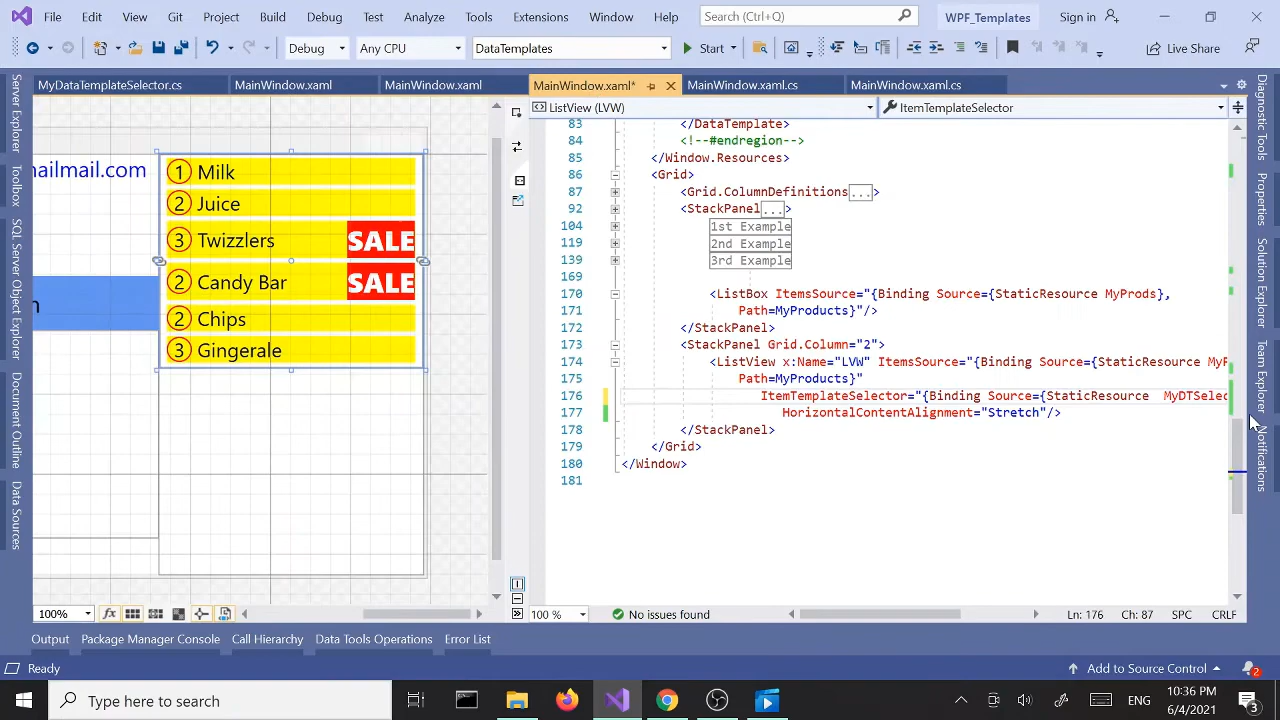 File Edit View Git Project Build Debug Test Analyze Tools Extensions Window Help Search (Ctrl+Q) WPF_Templates Sign in
Debug Any CPU DataTemplates Start Live Share
MyDataTemplateSelector.cs MainWindow.xaml MainWindow.xaml MainWindow.xaml* MainWindow.xaml.cs MainWindow.xaml.cs
ListView (LVW) ItemTemplateSelector
Server Explorer
Toolbox
SQL Server Object Explorer
Document Outline
Data Sources
ailmail.com
1 Milk
2 Juice
3 Twizzlers SALE
2 Candy Bar SALE
2 Chips
3 Gingerale
n
83 </DataTemplate>
84 <!--#endregion-->
85 </Window.Resources>
86 <Grid>
87 <Grid.ColumnDefinitions...>
92 <StackPanel...>
104 1st Example
119 2nd Example
139 3rd Example
169
170 <ListBox ItemsSource="{Binding Source={StaticResource MyProds},
171 Path=MyProducts}"/>
172 </StackPanel>
173 <StackPanel Grid.Column="2">
174 <ListView x:Name="LVW" ItemsSource="{Binding Source={StaticResource MyP
175 Path=MyProducts}"
176 ItemTemplateSelector="{Binding Source={StaticResource MyDTSelec
177 HorizontalContentAlignment="Stretch"/>
178 </StackPanel>
179 </Grid>
180 </Window>
181
Diagnostic Tools
Properties
Solution Explorer
Team Explorer
Notifications
100% 100 % No issues found Ln: 176 Ch: 87 SPC CRLF
Output Package Manager Console Call Hierarchy Data Tools Operations Error List
Ready Add to Source Control 2
Type here to search ENG
6/4/2021 3